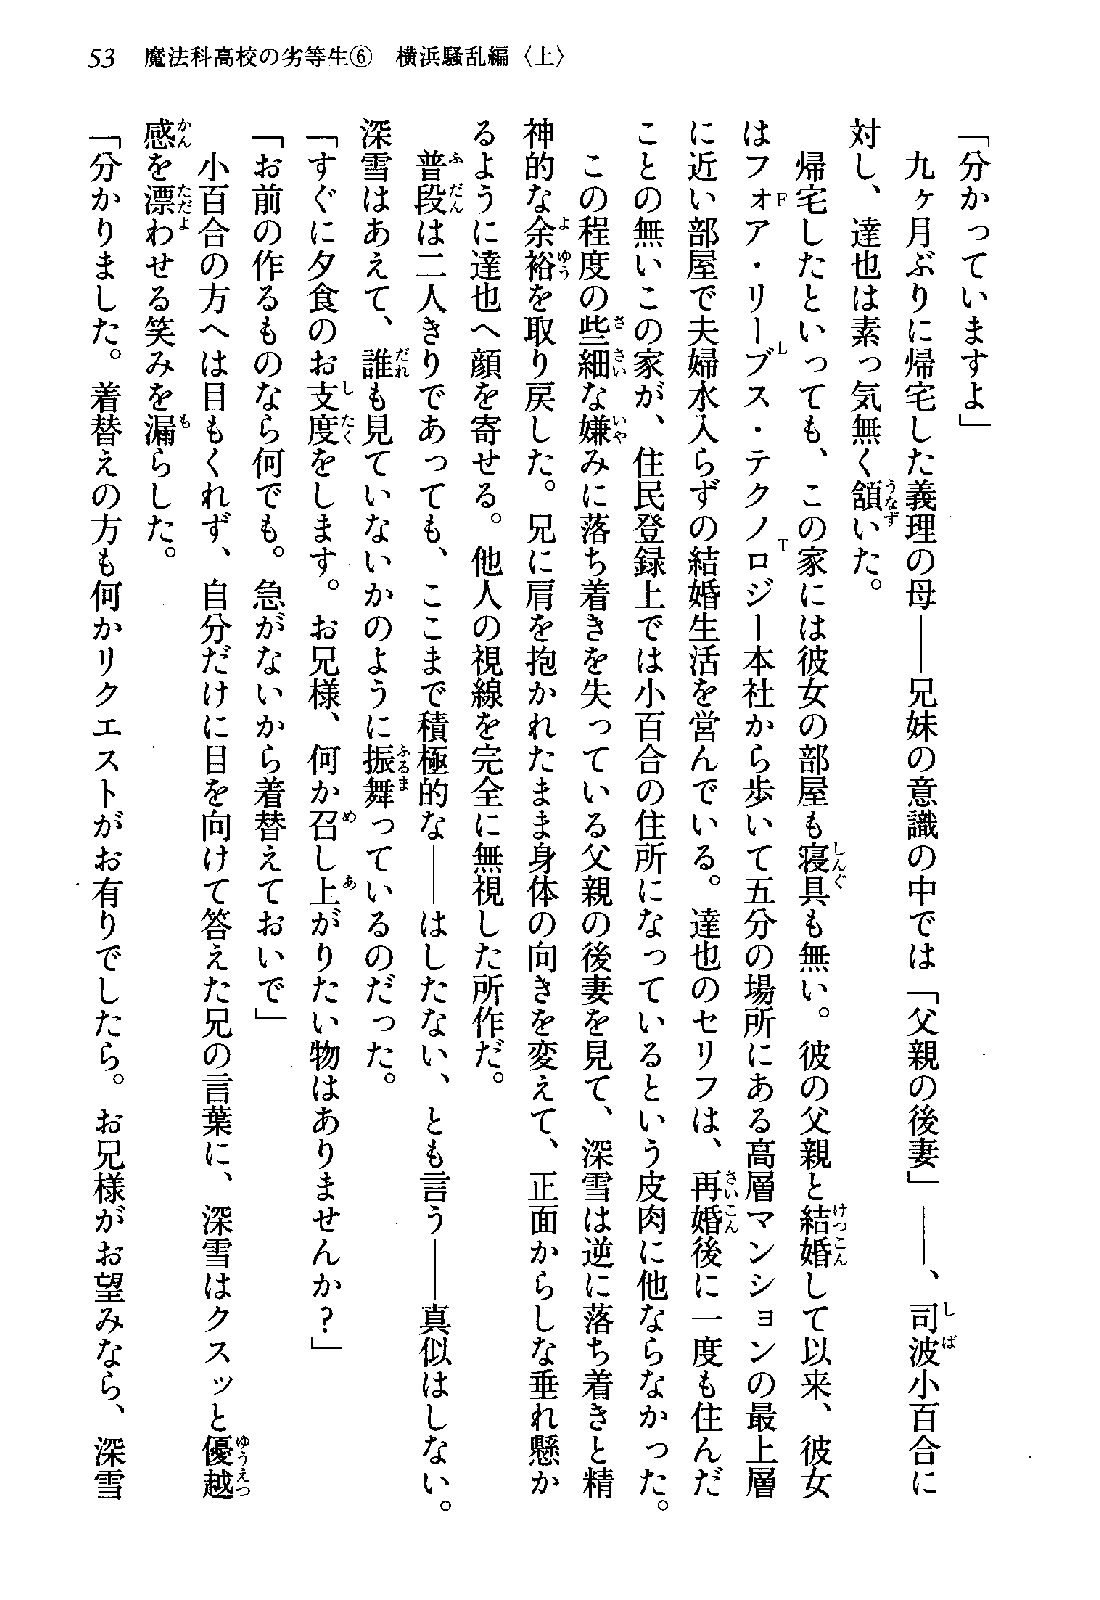 53 魔法科高校の劣等生⑥ 横浜騒乱編〈上〉
「分かっていますよ」
九ヶ月ぶりに帰宅した義理の母――兄妹の意識の中では「父親の後妻」――、司波小百合に
対し、達也は素っ気無く頷いた。
帰宅したといっても、この家には彼女の部屋も寝具も無い。彼の父親と結婚して以来、彼女
はフォア・リーブス・テクノロジー本社から歩いて五分の場所にある高層マンションの最上層
に近い部屋で夫婦水入らずの結婚生活を営んでいる。達也のセリフは、再婚後に一度も住んだ
ことの無いこの家が、住民登録上では小百合の住所になっているという皮肉に他ならなかった。
この程度の些細な嫌みに落ち着きを失っている父親の後妻を見て、深雪は逆に落ち着きと精
神的な余裕を取り戻した。兄に肩を抱かれたまま身体の向きを変えて、正面からしな垂れ懸か
るように達也へ顔を寄せる。他人の視線を完全に無視した所作だ。
普段は二人きりであっても、ここまで積極的な――はしたない、とも言う――真似はしない。
深雪はあえて、誰も見ていないかのように振舞っているのだった。
「すぐに夕食のお支度をします。お兄様、何か召し上がりたい物はありませんか?」
「お前の作るものなら何でも。急がないから着替えておいで」
小百合の方へは目もくれず、自分だけに目を向けて答えた兄の言葉に、深雪はクスッと優越
感を漂わせる笑みを漏らした。
「分かりました。着替えの方も何かリクエストがお有りでしたら。お兄様がお望みなら、深雪